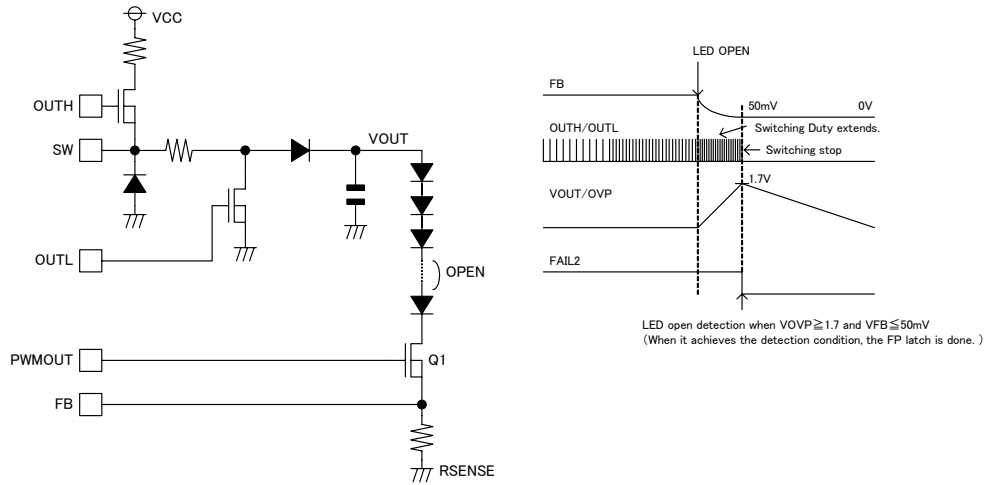 VCC
OUTH
SW
VOUT
OUTL
OPEN
PWMOUT
Q1
FB
RSENSE
LED OPEN
FB
50mV 0V
OUTH/OUTL
Switching Duty extends.
Switching stop
VOUT/OVP
1.7V
FAIL2
LED open detection when VOVP≧1.7 and VFB≦50mV
(When it achieves the detection condition, the FP latch is done. )